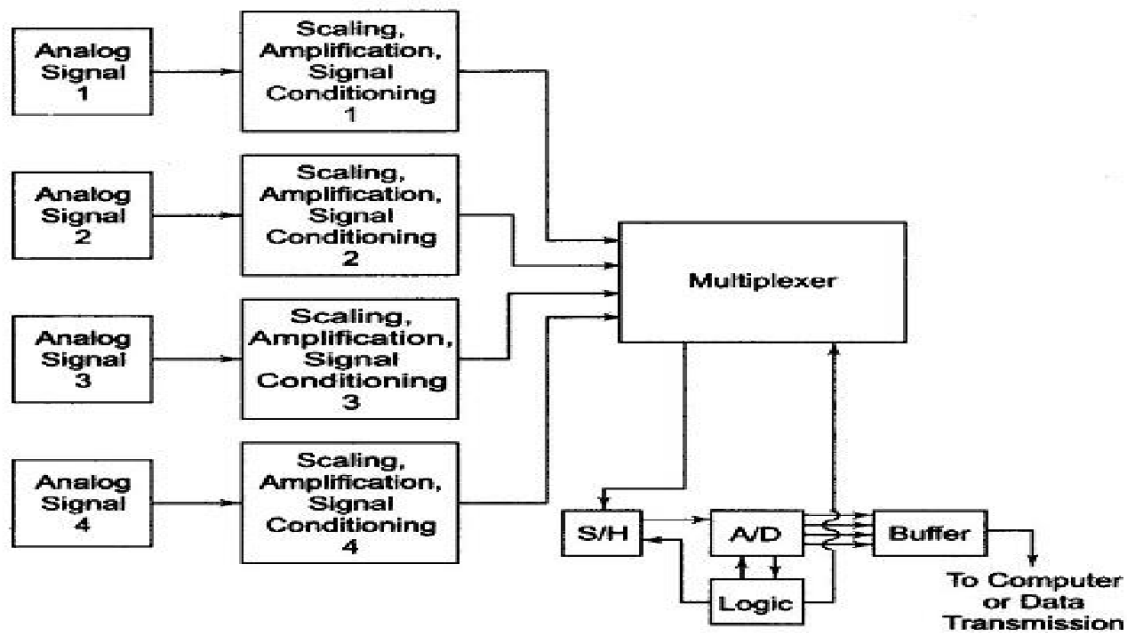 Analog
Signal
1
Scaling,
Amplification,
Signal
Conditioning
1
Analog
Signal
2
Scaling,
Amplification,
Signal
Conditioning
2
Analog
Signal
3
Scaling,
Amplification,
Signal
Conditioning
3
Analog
Signal
4
Scaling,
Amplification,
Signal
Conditioning
4
Multiplexer
S/H
A/D
Buffer
Logic
To Computer
or Data
Transmission